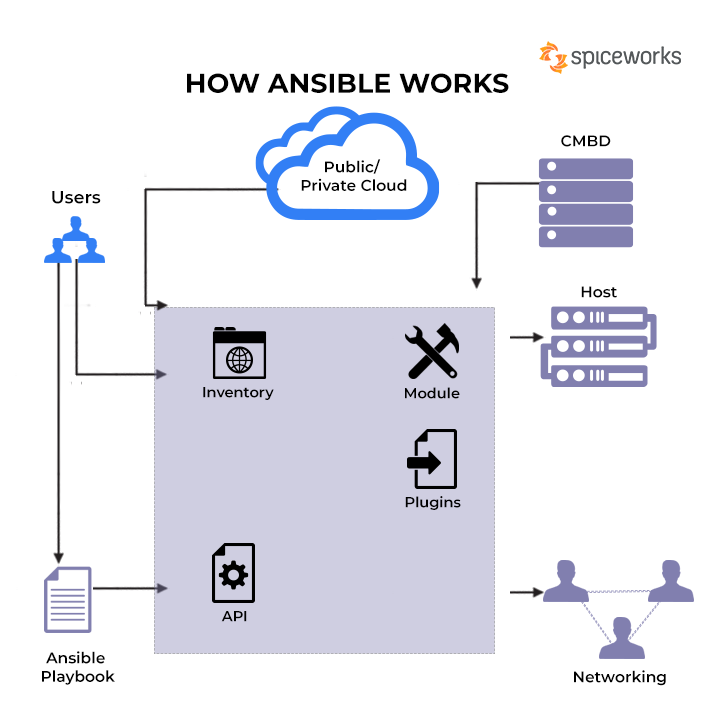 spiceworks
HOW ANSIBLE WORKS
Public/
Private Cloud
CMBD
Users
Host
Inventory
Module
Plugins
API
Ansible
Playbook
Networking